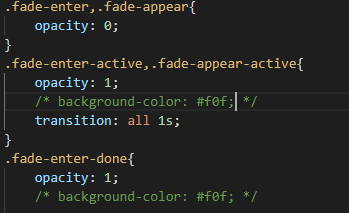 .fade-enter,.fade-appear{
    opacity: 0;
}
.fade-enter-active,.fade-appear-active{
    opacity: 1;
    /* background-color: #f0f; */
    transition: all 1s;
}
.fade-enter-done{
    opacity: 1;
    /* background-color: #f0f; */